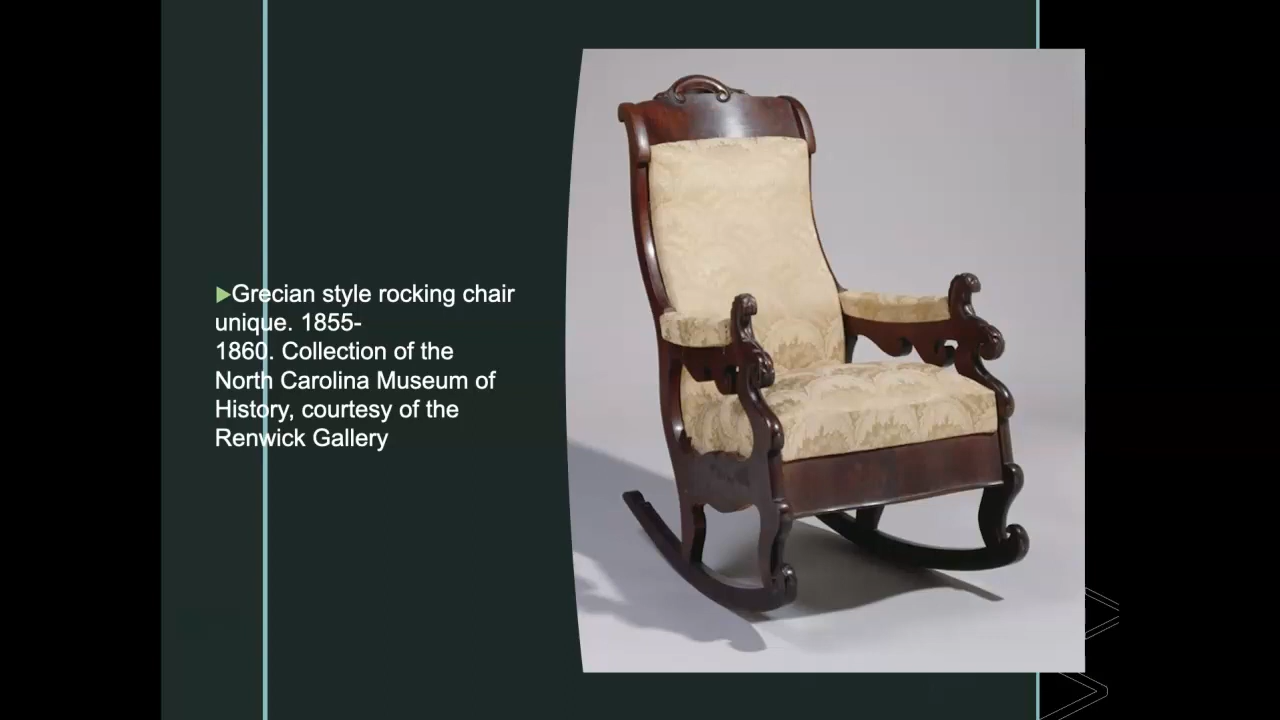 Grecian style rocking chair
unique. 1855-
1860. Collection of the
North Carolina Museum of
History, courtesy of the
Renwick Gallery